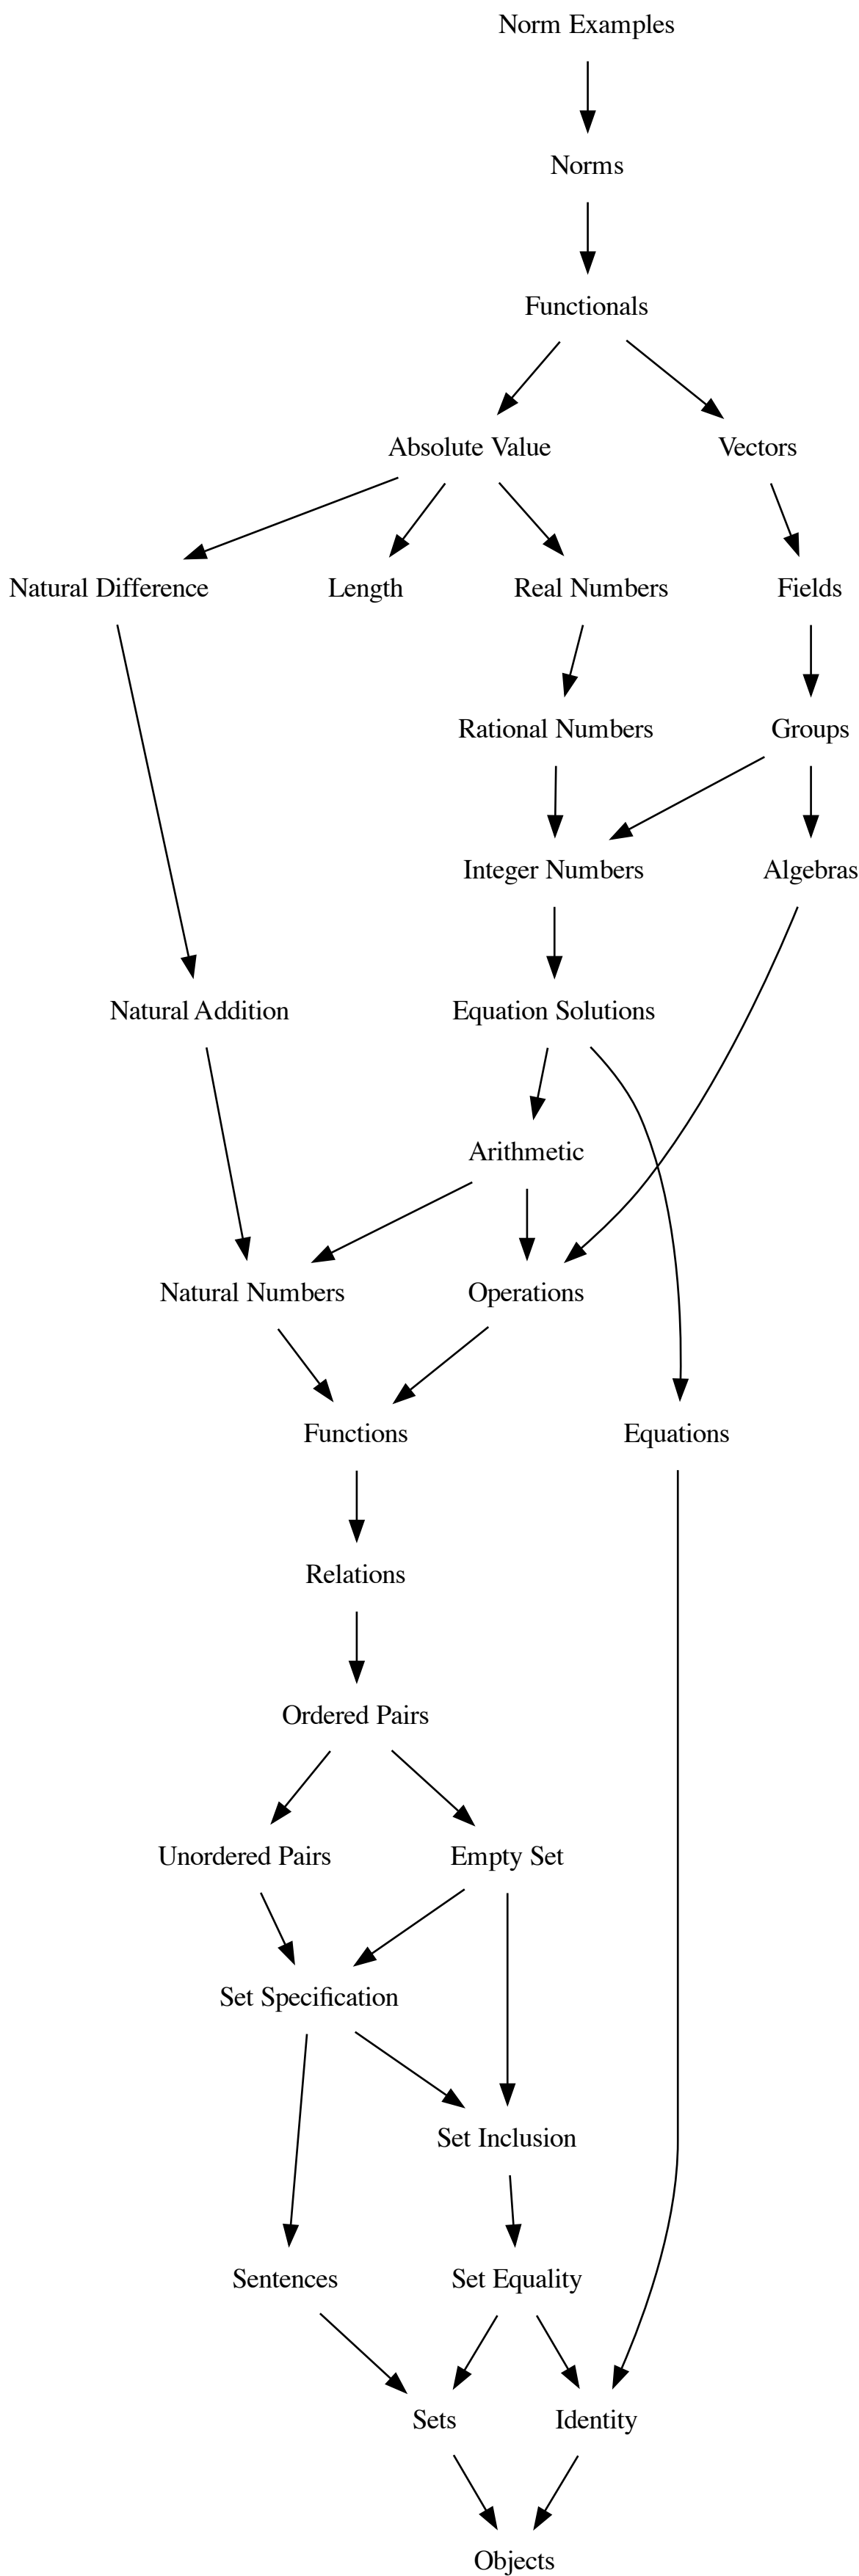 Norm Examples
Norms
Functionals
Absolute Value
Vectors
Natural Difference
Length
Real Numbers
Fields
Rational Numbers
Groups
Integer Numbers
Algebras
Natural Addition
Equation Solutions
Arithmetic
Natural Numbers
Operations
Functions
Equations
Relations
Ordered Pairs
Unordered Pairs
Empty Set
Set Specification
Set Inclusion
Sentences
Set Equality
Sets
Identity
Objects